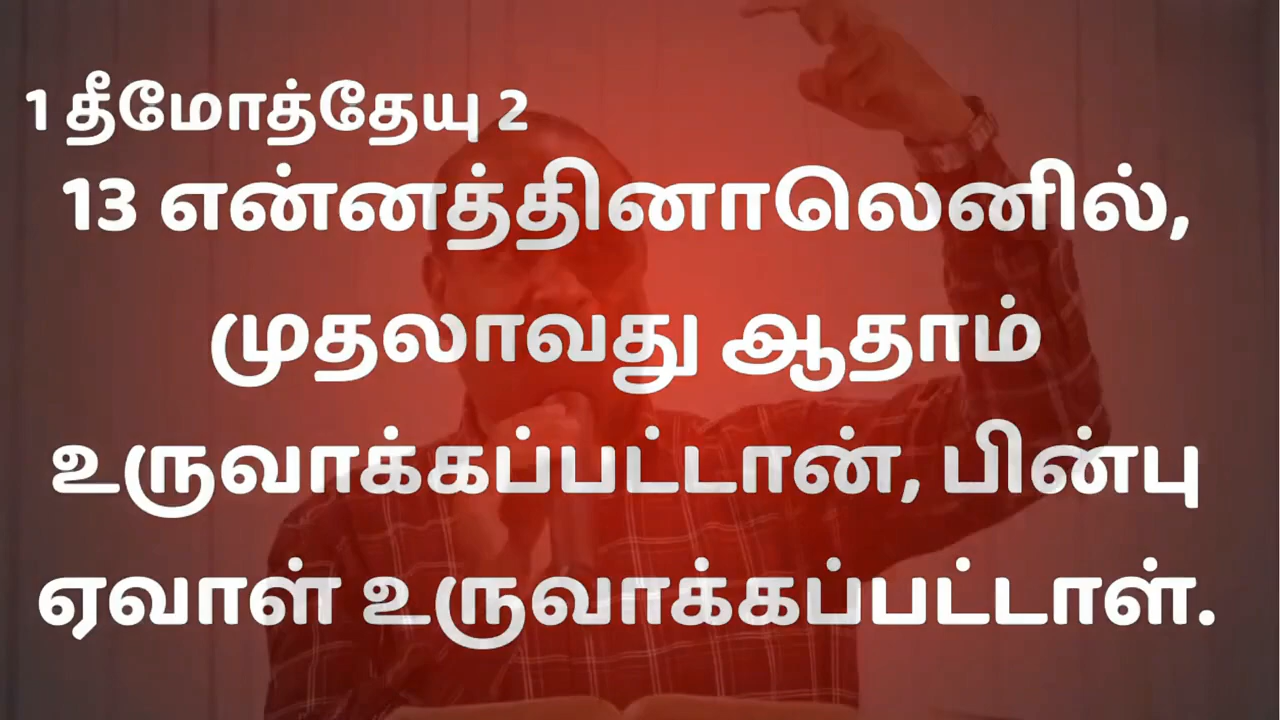 1 தீமோத்தேயு 2
13 என்னத்தினாலெனில்,
முதலாவது ஆதாம்
உருவாக்கப்பட்டான், பின்பு
ஏவாள் உருவாக்கப்பட்டாள்.